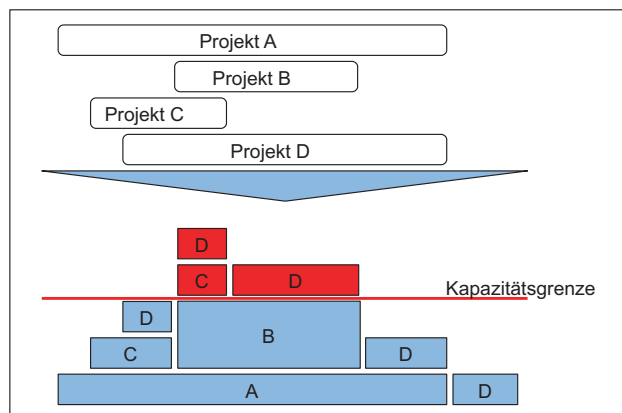 Projekt A
Projekt B
Projekt C
Projekt D
D
C D
Kapazitätsgrenze
D
B
C D
A D